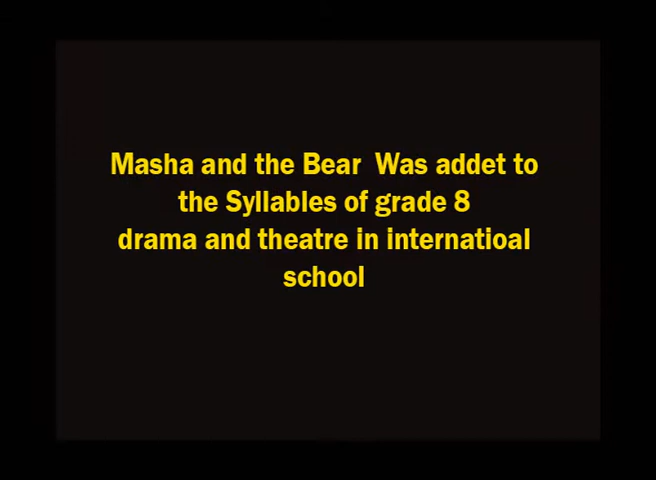 Masha and the Bear  Was addet to
the Syllables of grade 8
drama and theatre in internatioal
school